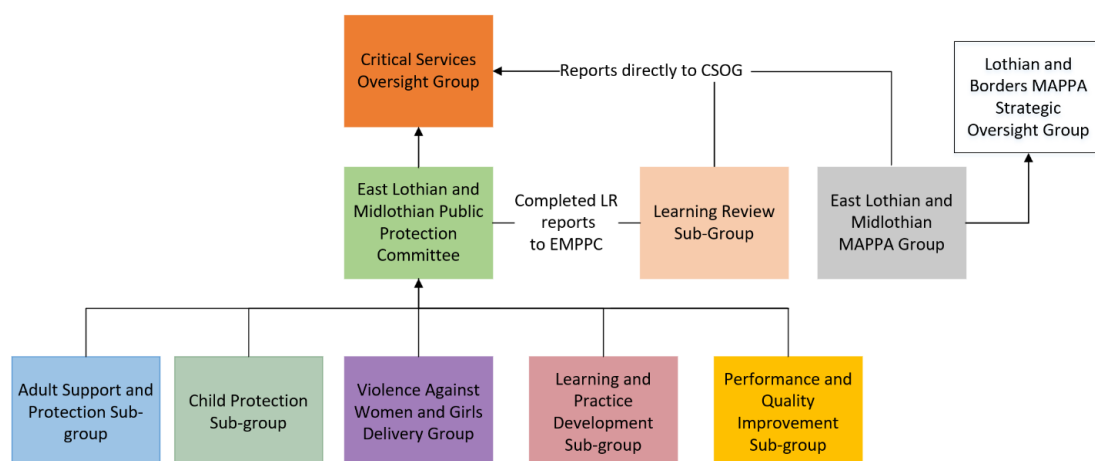 Critical Services
Oversight Group
Reports directly to CSOG
Lothian and
Borders MAPPA
Strategic
Oversight Group
East Lothian and
Midlothian Public
Protection
Committee
Completed LR
reports
to EMPPC
Learning Review
Sub-Group
East Lothian and
Midlothian
MAPPA Group
Adult Support and
Protection Sub-
group
Child Protection
Sub-group
Violence Against
Women and Girls
Delivery Group
Learning and
Practice
Development
Sub-group
Performance and
Quality
Improvement
Sub-group